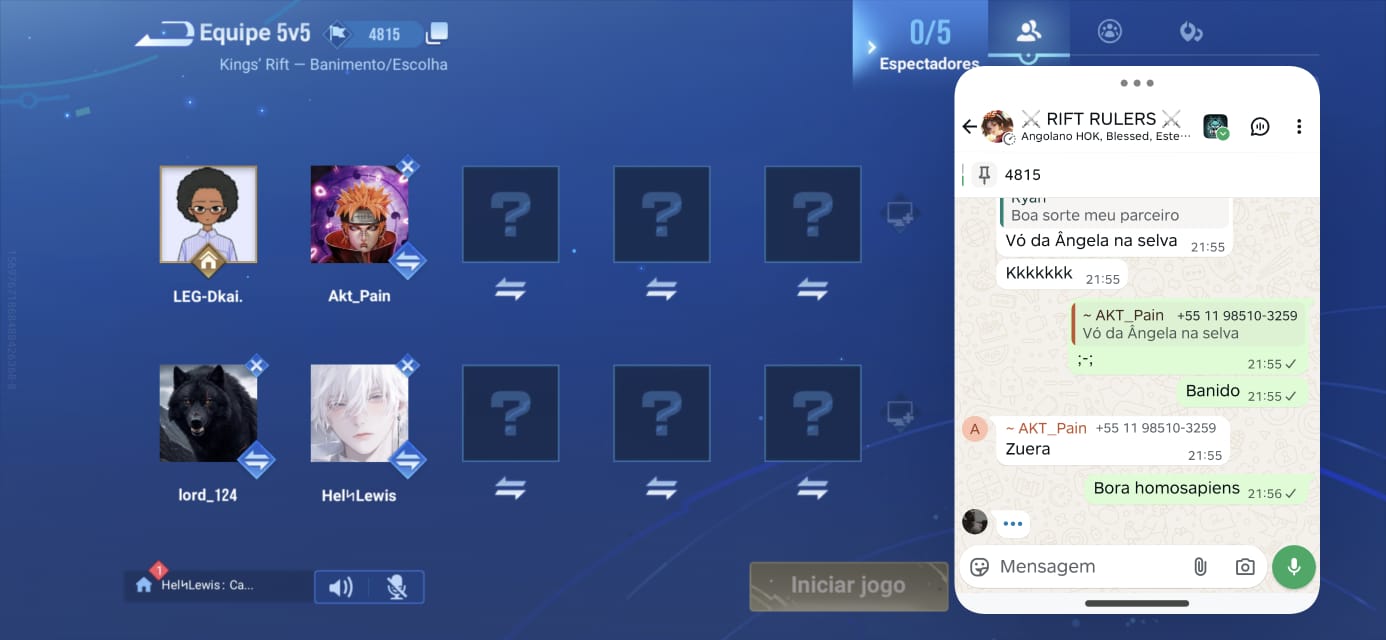 Equipe 5v5
4815
Kings' Rift — Banimento/Escolha
0/5
Espectadores
LEG-Dkai.
Akt_Pain
lord_124
HelϞLewis
1
HelϞLewis: Ca...
Iniciar jogo
⚔ RIFT RULERS ⚔
Angolano HOK, Blessed, Este...
4815
Ryan
Boa sorte meu parceiro
Vó da Ângela na selva 21:55
Kkkkkkk 21:55
~ AKT_Pain +55 11 98510-3259
Vó da Ângela na selva
;-; 21:55
Banido 21:55
A
~ AKT_Pain +55 11 98510-3259
Zuera
21:55
Bora homosapiens 21:56
Mensagem